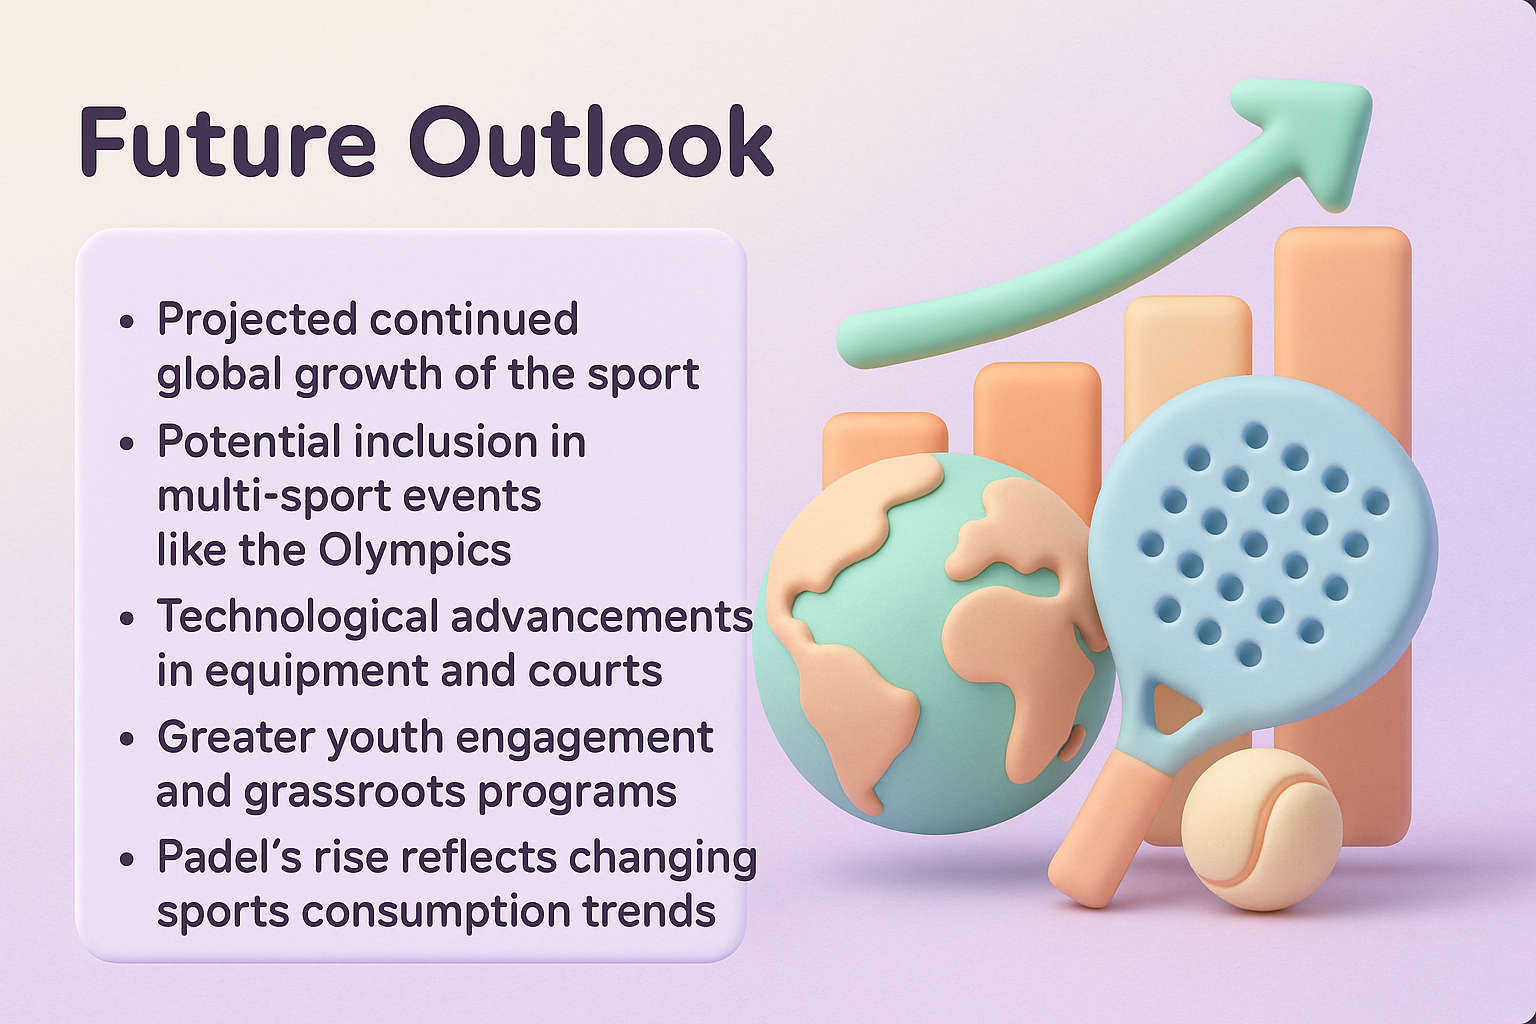 Future Outlook
• Projected continued
global growth of the sport
• Potential inclusion in
multi-sport events
like the Olympics
• Technological advancements
in equipment and courts
• Greater youth engagement
and grassroots programs
• Padel’s rise reflects changing
sports consumption trends